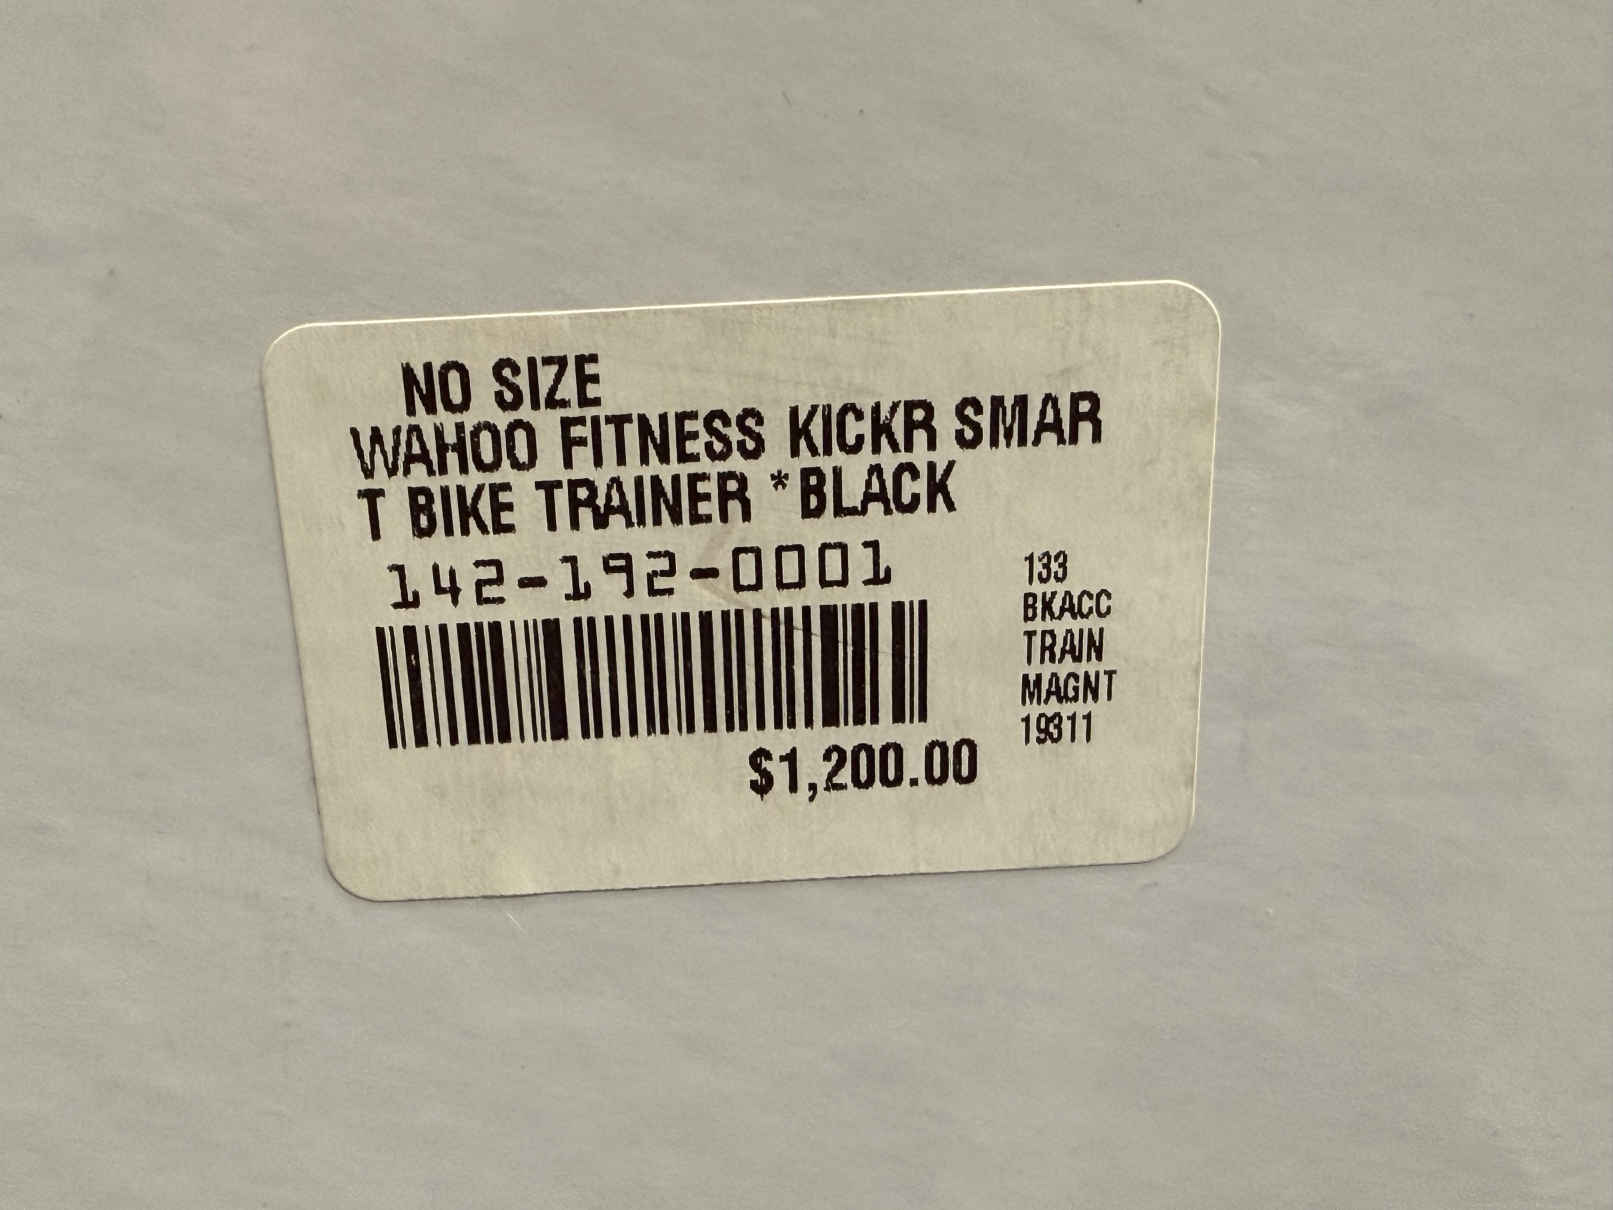 NO SIZE
WAHOO FITNESS KICKR SMAR
T BIKE TRAINER *BLACK
142-192-0001
133
BKACC
TRAIN
MAGNT
19311
$1,200.00